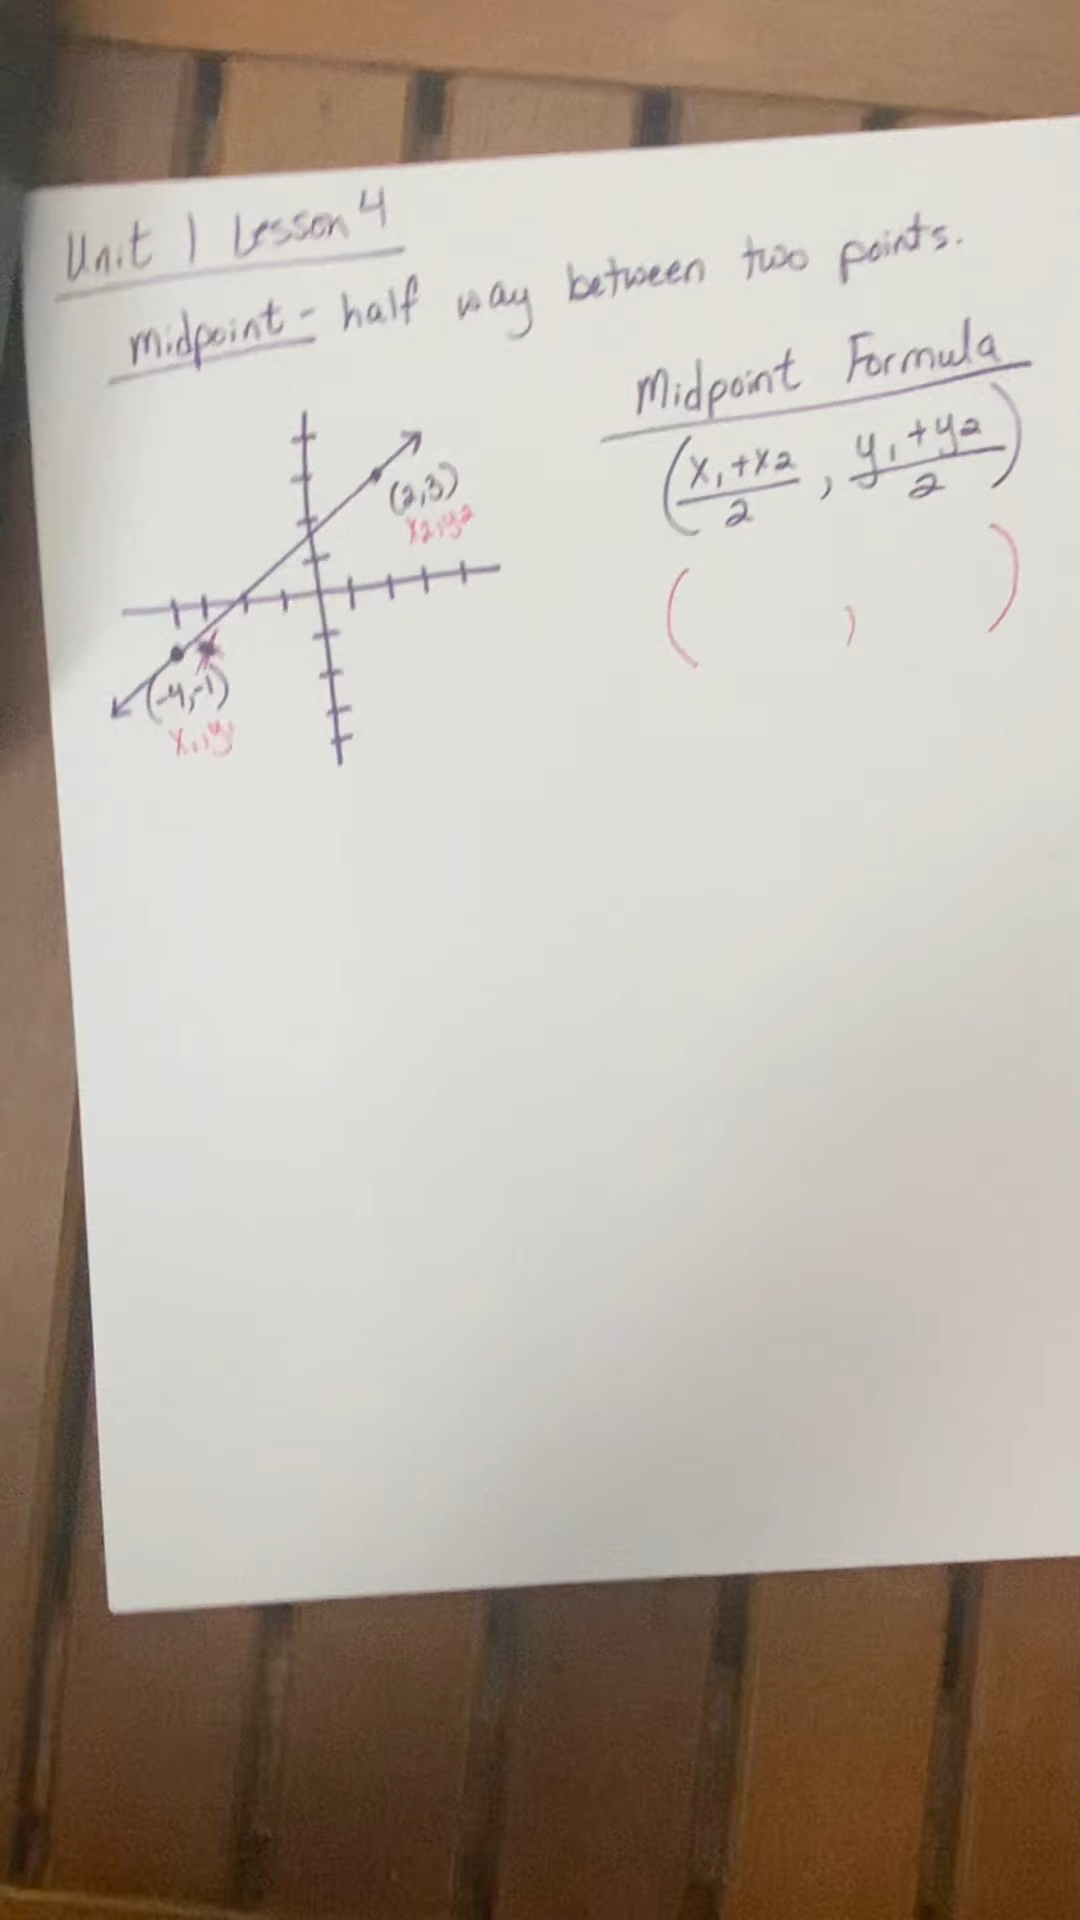 Unit 1 Lesson 4
midpoint - half way between two points.
Midpoint Formula
(x₁+x₂/2, y₁+y₂/2)
(2,3)
x₂,y₂
( , )
(-4,-1)
x₁,y₁